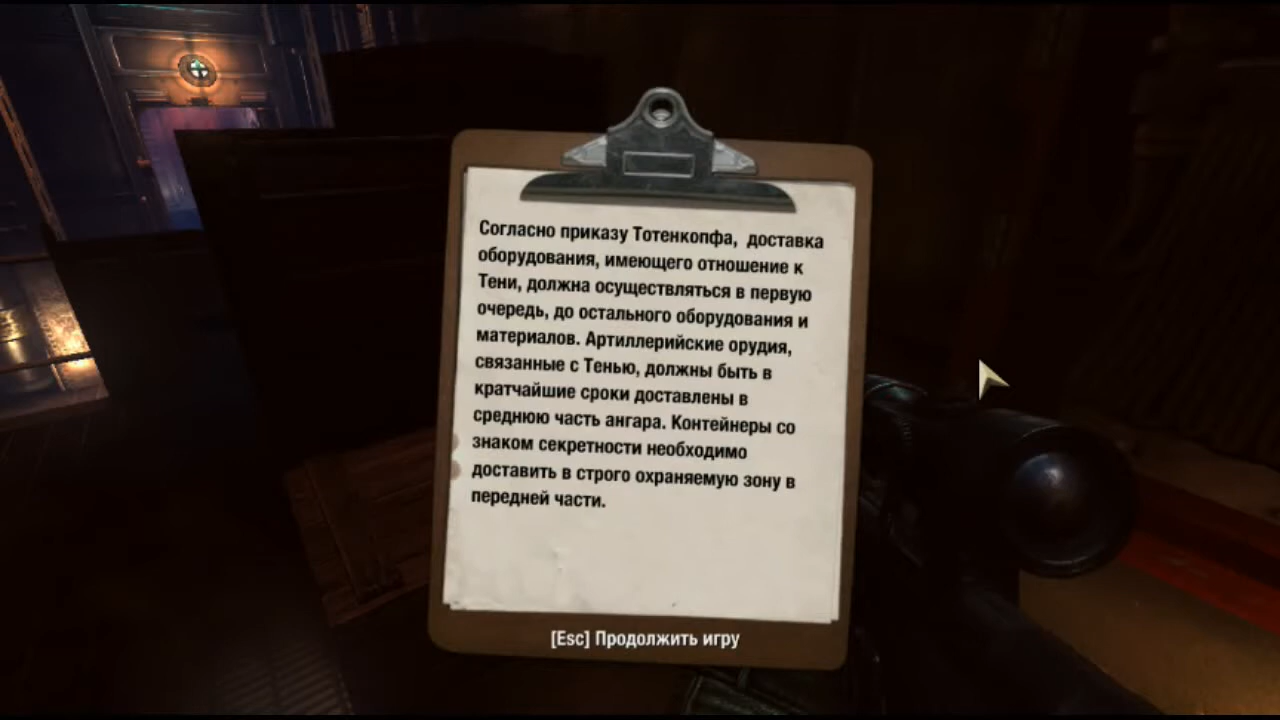 Согласно приказу Тотенкопфа, доставка
оборудования, имеющего отношение к
Тени, должна осуществляться в первую
очередь, до остального оборудования и
материалов. Артиллерийские орудия,
связанные с Тенью, должны быть в
кратчайшие сроки доставлены в
среднюю часть ангара. Контейнеры со
знаком секретности необходимо
доставить в строго охраняемую зону в
передней части.
[Esc] Продолжить игру